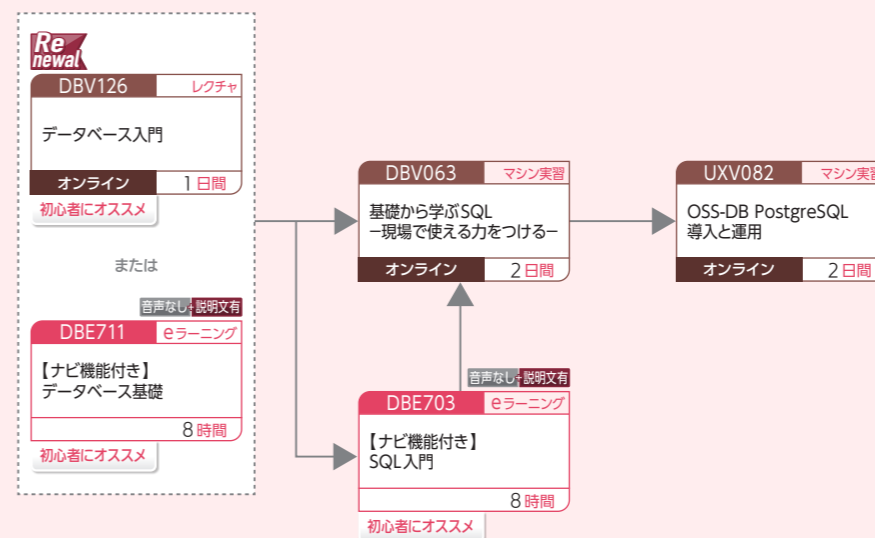 Re
newal
DBV126
レクチャ
データベース入門
オンライン
1日間
初心者にオススメ
または
音声なし+説明文有
DBE711
eラーニング
【ナビ機能付き】
データベース基礎
8時間
初心者にオススメ
DBV063
マシン実習
基礎から学ぶSQL
−現場で使える力をつける−
オンライン
2日間
音声なし+説明文有
DBE703
eラーニング
【ナビ機能付き】
SQL入門
8時間
初心者にオススメ
UXV082
マシン実習
OSS-DB PostgreSQL
導入と運用
オンライン
2日間